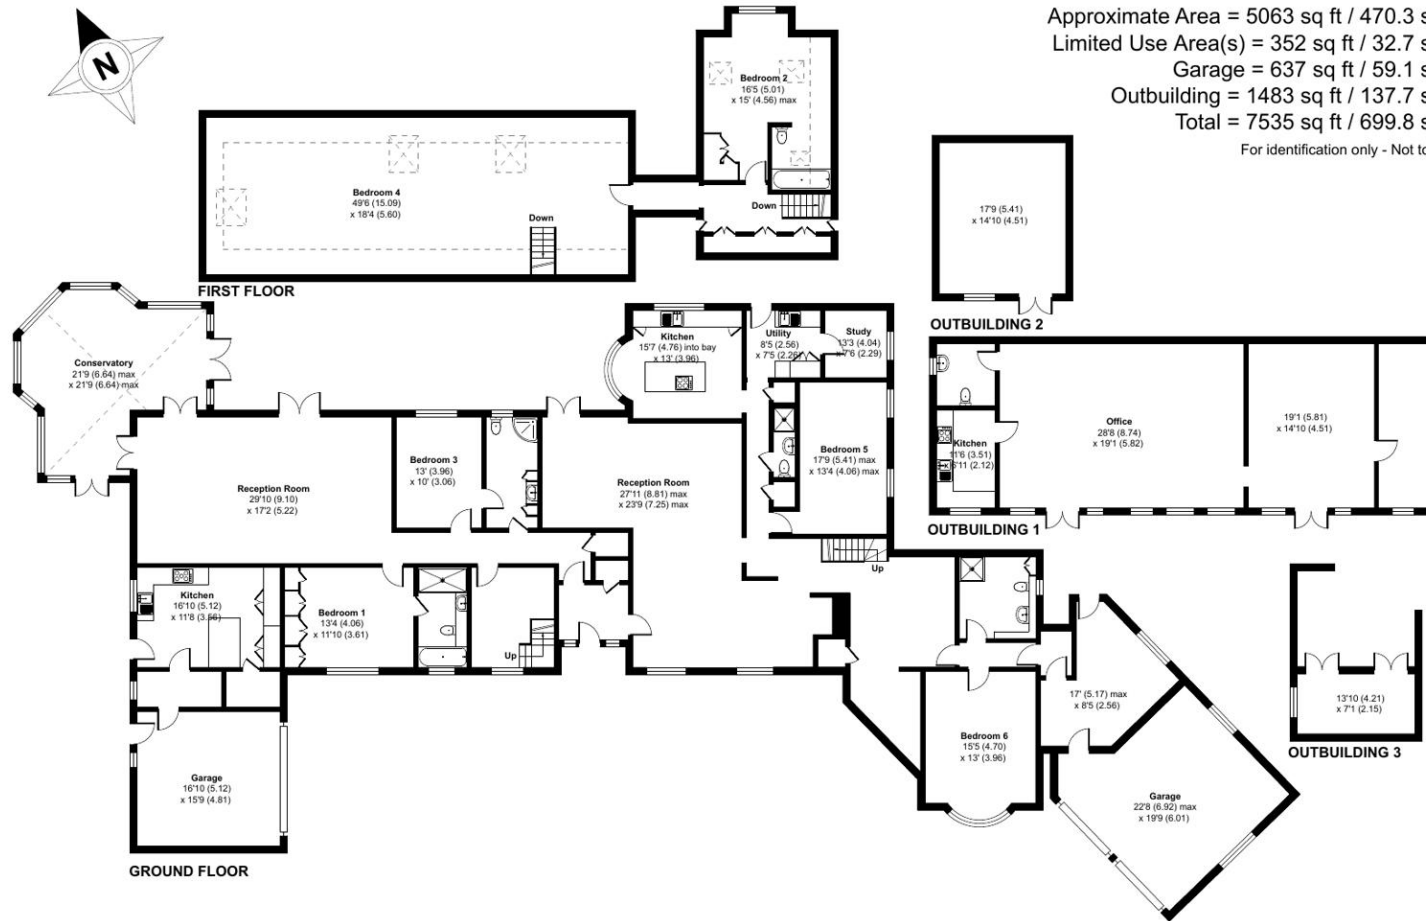 Approximate Area = 5063 sq ft / 470.3 s
Limited Use Area(s) = 352 sq ft / 32.7 s
Garage = 637 sq ft / 59.1 s
Outbuilding = 1483 sq ft / 137.7 s
Total = 7535 sq ft / 699.8 s
For identification only - Not to
N
Bedroom 2
16'5 (5.01)
x 15' (4.56) max
Bedroom 4
49'6 (15.09)
x 18'4 (5.60)
Down
Down
FIRST FLOOR
17'9 (5.41)
x 14'10 (4.51)
OUTBUILDING 2
Conservatory
21'9 (6.64) max
x 21'9 (6.64) max
Kitchen
15'7 (4.76) into bay
x 13' (3.96)
Utility
8'5 (2.56)
x 7'5 (2.26)
Study
13'3 (4.04)
x 7'6 (2.29)
Reception Room
29'10 (9.10)
x 17'2 (5.22)
Bedroom 3
13' (3.96)
x 10' (3.06)
Reception Room
27'11 (8.81) max
x 23'9 (7.25) max
Bedroom 5
17'9 (5.41) max
x 13'4 (4.06) max
Kitchen
11'6 (3.51)
6'11 (2.12)
Office
28'8 (8.74)
x 19'1 (5.82)
19'1 (5.81)
x 14'10 (4.51)
OUTBUILDING 1
Up
Kitchen
16'10 (5.12)
x 11'8 (3.56)
Bedroom 1
13'4 (4.06)
x 11'10 (3.61)
Up
17' (5.17) max
x 8'5 (2.56)
13'10 (4.21)
x 7'1 (2.15)
OUTBUILDING 3
Bedroom 6
15'5 (4.70)
x 13' (3.96)
Garage
16'10 (5.12)
x 15'9 (4.81)
Garage
22'8 (6.92) max
x 19'9 (6.01)
GROUND FLOOR